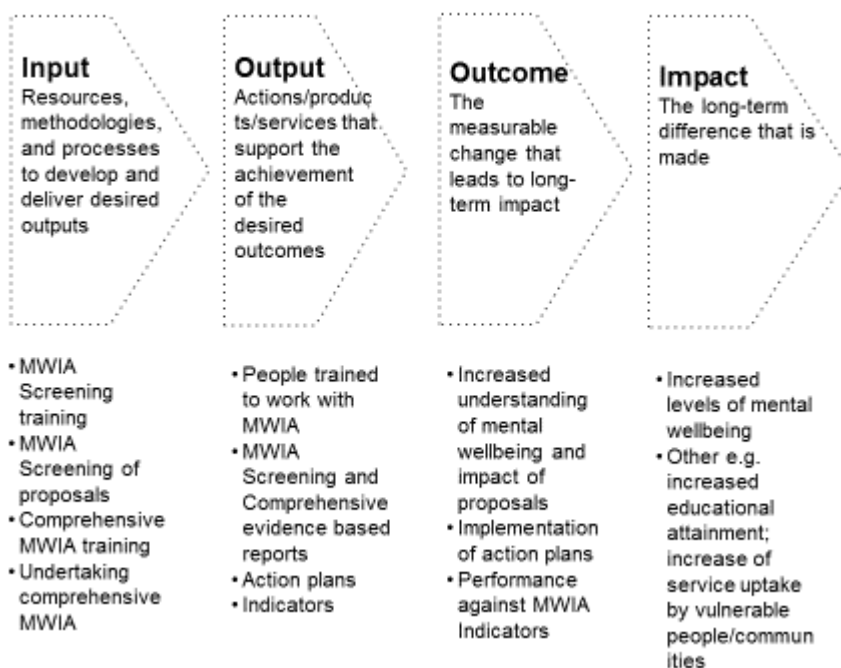 Input
Resources,
methodologies,
and processes
to develop and
deliver desired
outputs
Output
Actions/produc
ts/services that
support the
achievement
of the
desired
outcomes
Outcome
The
measurable
change that
leads to long-
term impact
Impact
The long-term
difference that is
made
• MWIA
Screening
training
• MWIA
Screening of
proposals
• Comprehensive
MWIA training
• Undertaking
comprehensive
MWIA
• People trained
to work with
MWIA
• MWIA
Screening and
Comprehensive
evidence based
reports
• Action plans
• Indicators
• Increased
understanding
of mental
wellbeing and
impact of
proposals
• Implementation
of action plans
• Performance
against MWIA
Indicators
• Increased
levels of mental
wellbeing
• Other e.g.
increased
educational
attainment;
increase of
service uptake
by vulnerable
people/commun
ities